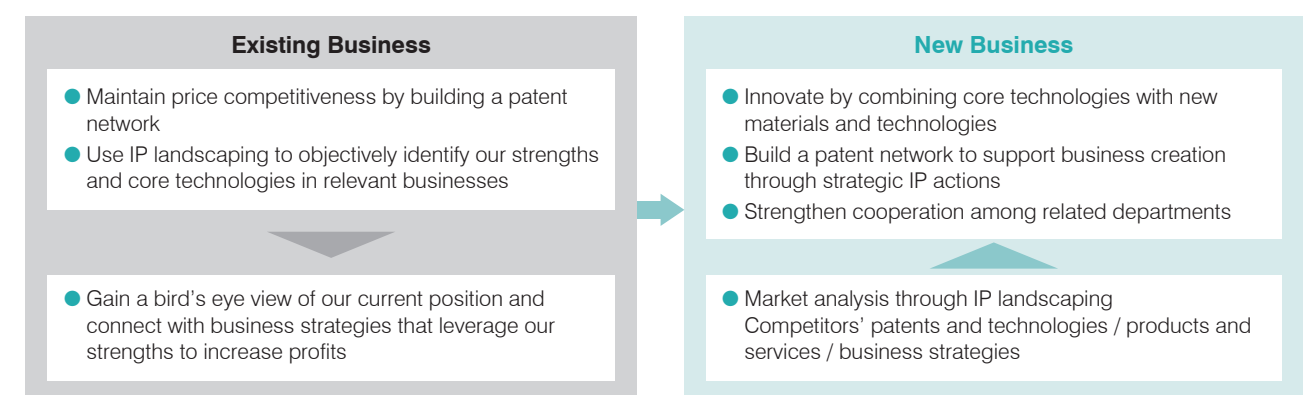 Existing Business
● Maintain price competitiveness by building a patent
network
● Use IP landscaping to objectively identify our strengths
and core technologies in relevant businesses
● Gain a bird’s eye view of our current position and
connect with business strategies that leverage our
strengths to increase profits
New Business
● Innovate by combining core technologies with new
materials and technologies
● Build a patent network to support business creation
through strategic IP actions
● Strengthen cooperation among related departments
● Market analysis through IP landscaping
Competitors’ patents and technologies / products and
services / business strategies